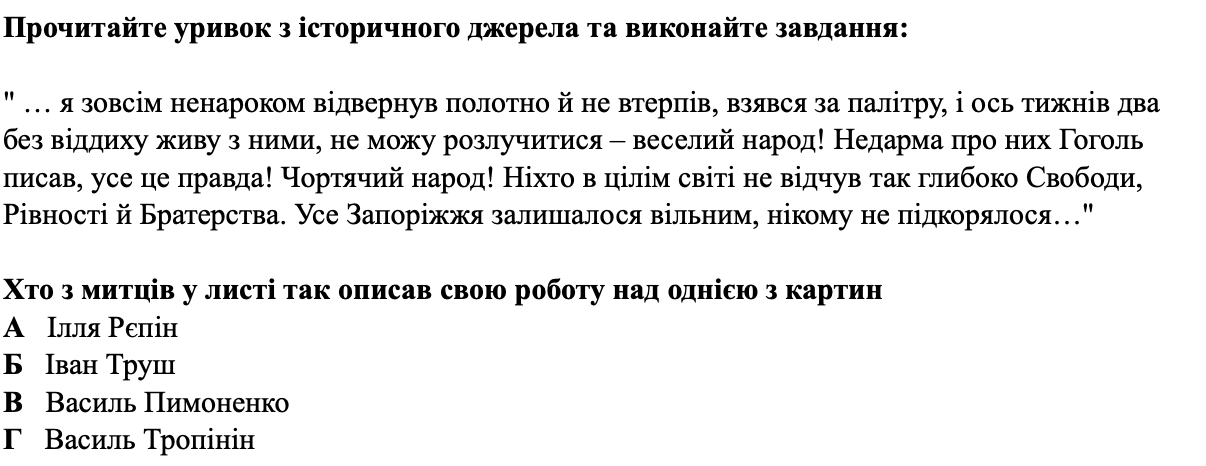 Прочитайте уривок з історичного джерела та виконайте завдання:
" … я зовсім ненароком відвернув полотно й не втерпів, взявся за палітру, і ось тижнів два
без віддиху живу з ними, не можу розлучитися – веселий народ! Недарма про них Гоголь
писав, усе це правда! Чортячий народ! Ніхто в цілім світі не відчув так глибоко Свободи,
Рівності й Братерства. Усе Запоріжжя залишалося вільним, нікому не підкорялося…"
Хто з митців у листі так описав свою роботу над однією з картин
А Ілля Рєпін
Б Іван Труш
В Василь Пимоненко
Г Василь Тропінін